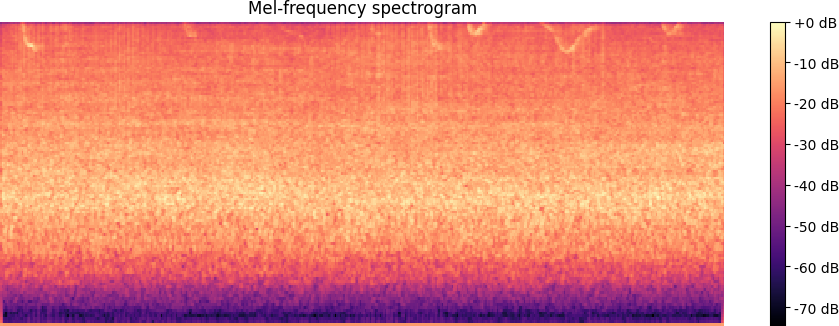 Mel-frequency spectrogram
+0 dB
-10 dB
-20 dB
-30 dB
-40 dB
-50 dB
-60 dB
-70 dB